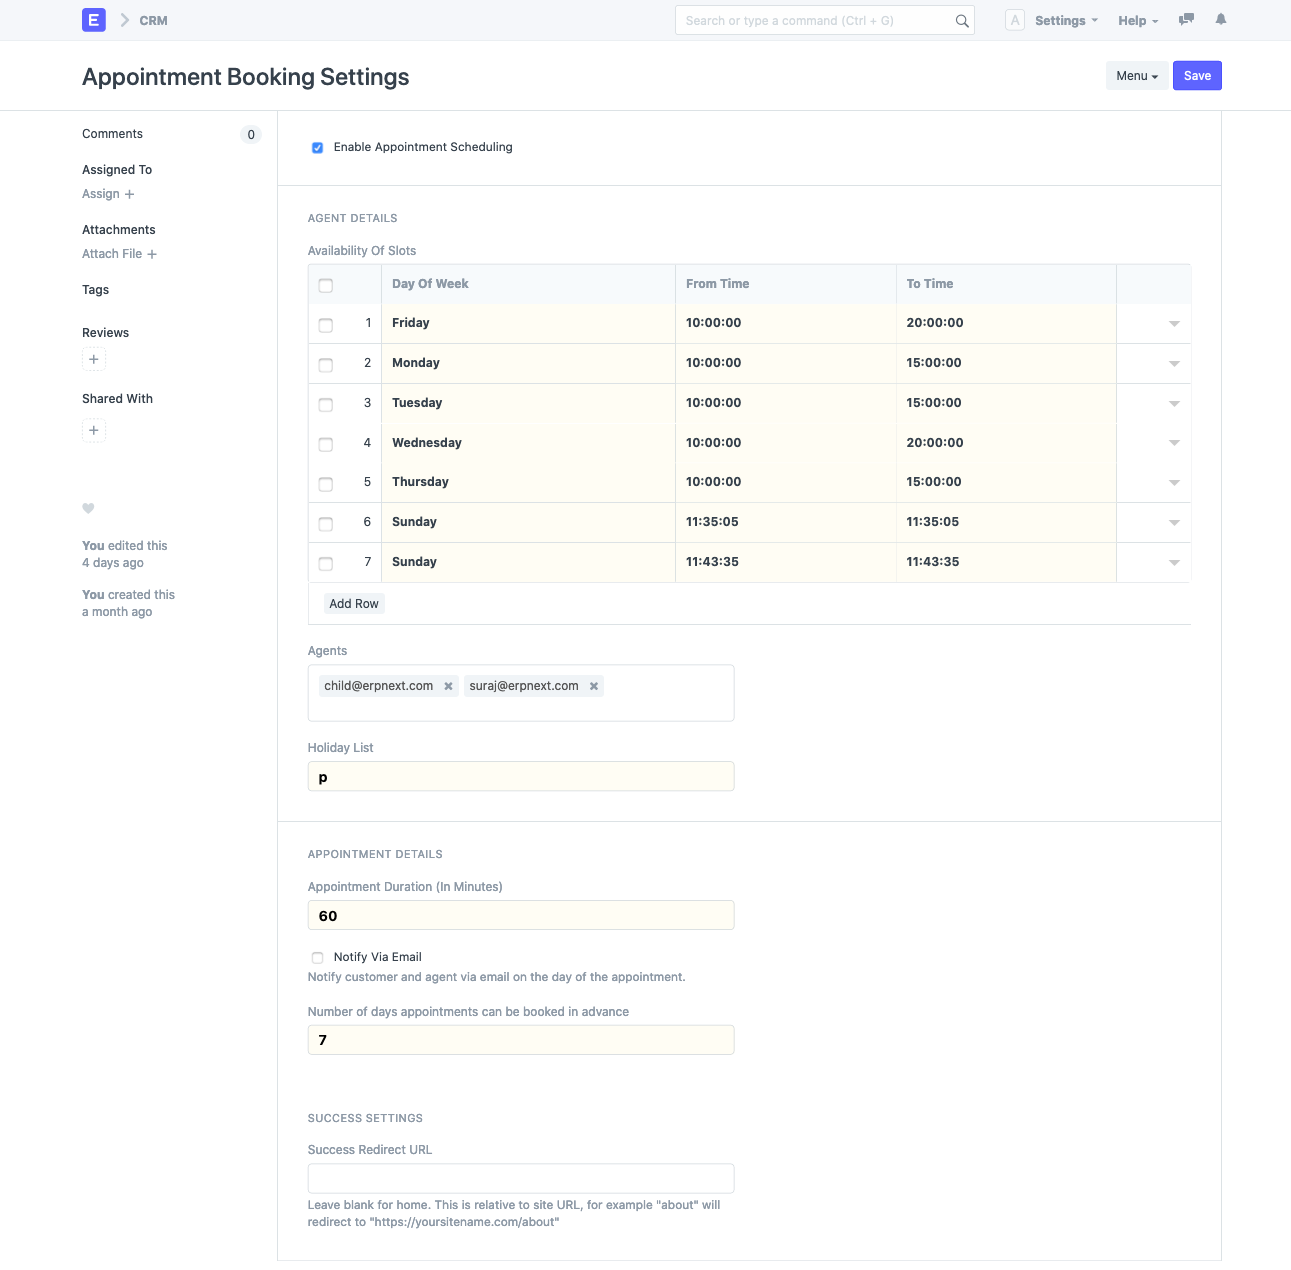 E CRM Search or type a command (Ctrl + G) A Settings Help
Appointment Booking Settings Menu Save
Comments 0
Assigned To
Assign +
Attachments
Attach File +
Tags
Reviews
+
Shared With
+
You edited this
4 days ago
You created this
a month ago
Enable Appointment Scheduling
AGENT DETAILS
Availability Of Slots
Day Of Week From Time To Time
1 Friday 10:00:00 20:00:00
2 Monday 10:00:00 15:00:00
3 Tuesday 10:00:00 15:00:00
4 Wednesday 10:00:00 20:00:00
5 Thursday 10:00:00 15:00:00
6 Sunday 11:35:05 11:35:05
7 Sunday 11:43:35 11:43:35
Add Row
Agents
child@erpnext.com × suraj@erpnext.com ×
Holiday List
p
APPOINTMENT DETAILS
Appointment Duration (In Minutes)
60
Notify Via Email
Notify customer and agent via email on the day of the appointment.
Number of days appointments can be booked in advance
7
SUCCESS SETTINGS
Success Redirect URL
Leave blank for home. This is relative to site URL, for example "about" will
redirect to "https://yoursitename.com/about"